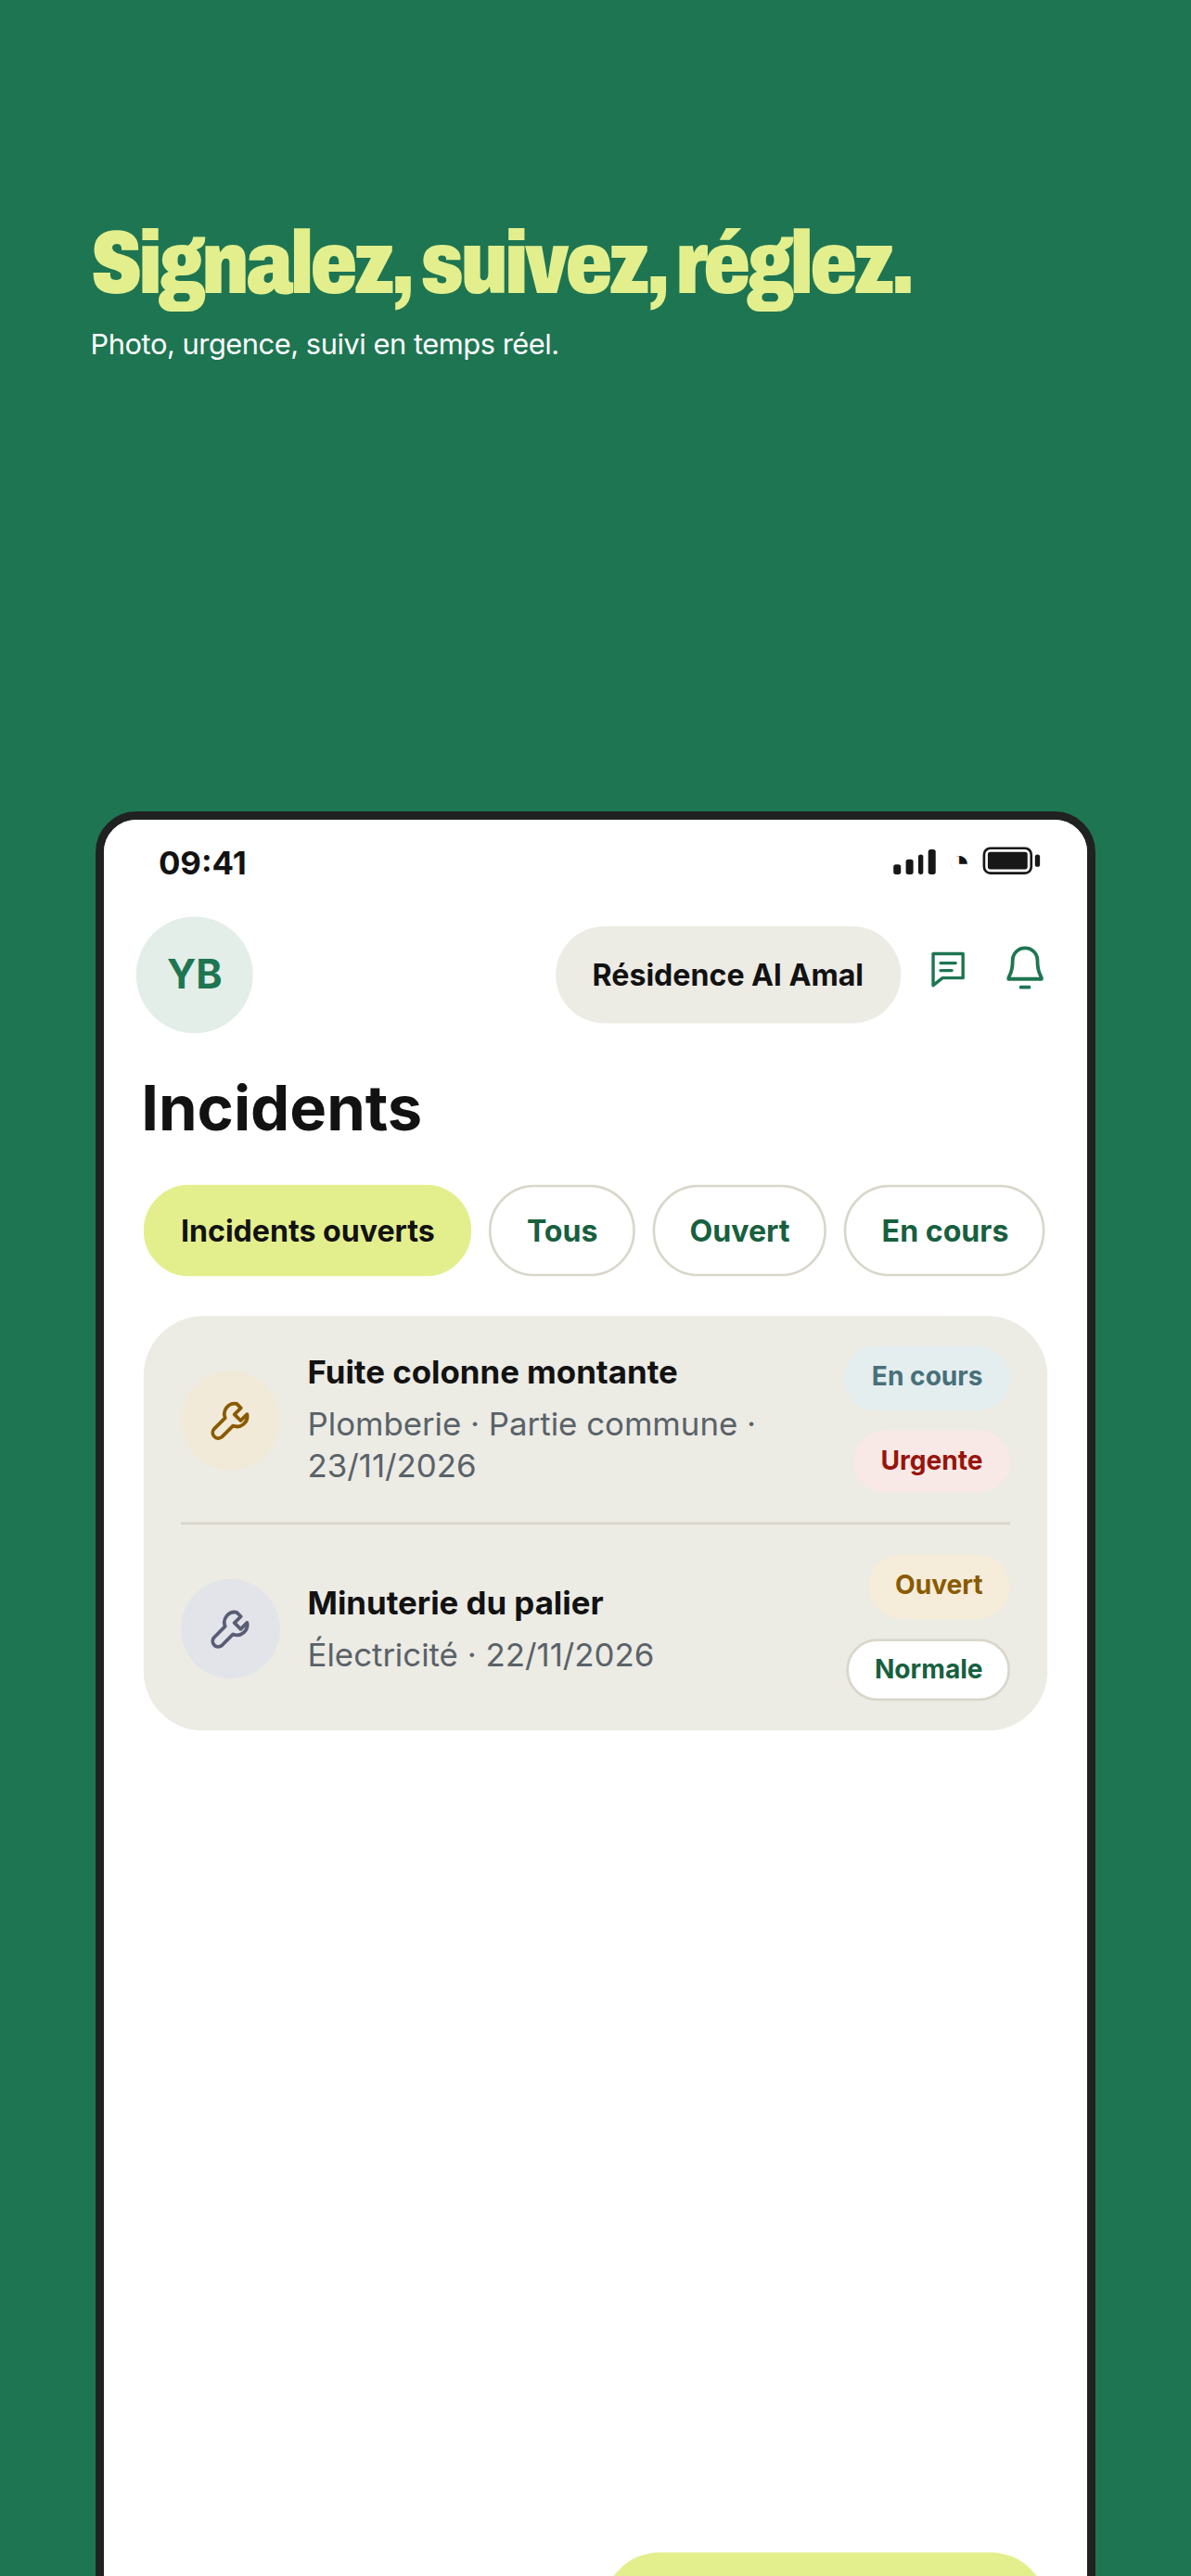 Signalez, suivez, réglez.
Photo, urgence, suivi en temps réel.
09:41
YB
Résidence Al Amal
Incidents
Incidents ouverts
Tous
Ouvert
En cours
Fuite colonne montante
Plomberie · Partie commune ·
23/11/2026
En cours
Urgente
Minuterie du palier
Électricité · 22/11/2026
Ouvert
Normale